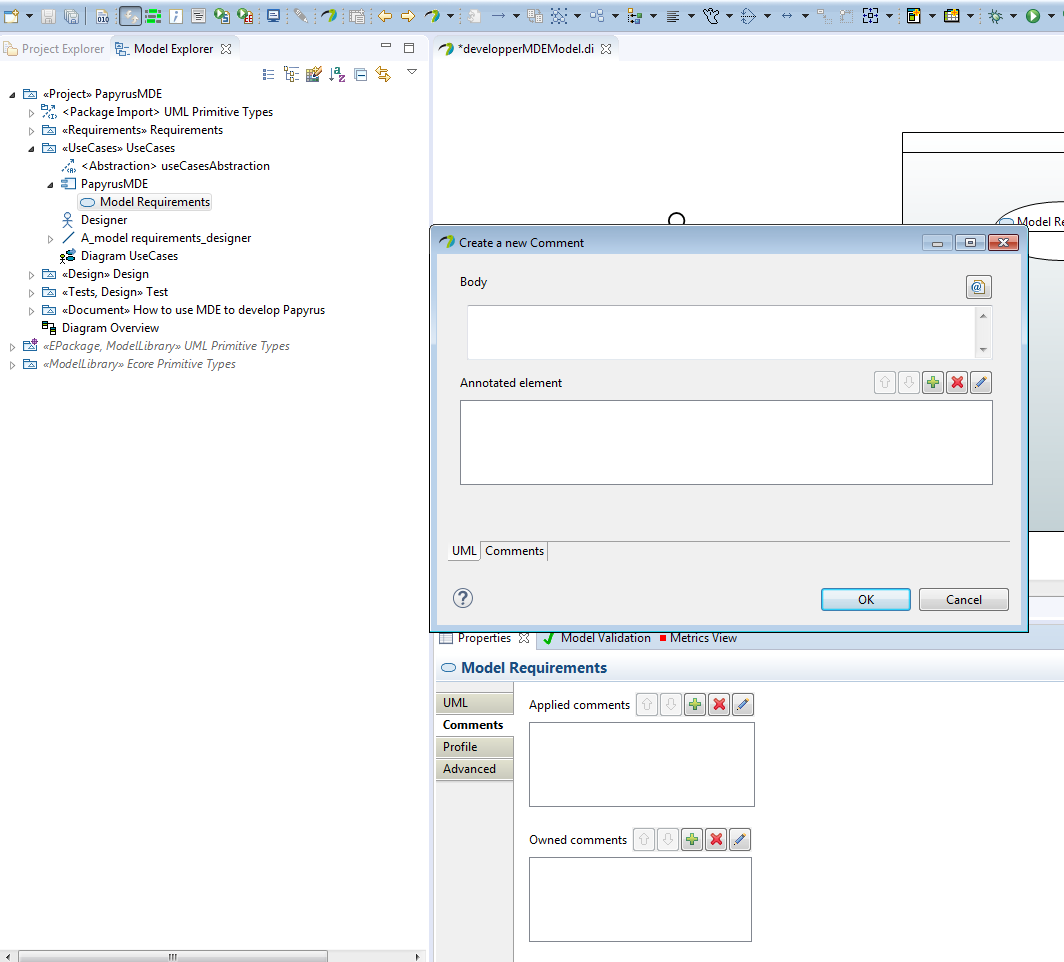 Project Explorer
Model Explorer
*developperMDEModel.di
«Project» PapyrusMDE
<Package Import> UML Primitive Types
«Requirements» Requirements
«UseCases» UseCases
<Abstraction> useCasesAbstraction
PapyrusMDE
Model Requirements
Designer
A_model requirements_designer
Diagram UseCases
«Design» Design
«Tests, Design» Test
«Document» How to use MDE to develop Papyrus
Diagram Overview
«EPackage, ModelLibrary» UML Primitive Types
«ModelLibrary» Ecore Primitive Types
Model Re
Create a new Comment
Body
Annotated element
UML Comments
OK Cancel
Properties Model Validation Metrics View
Model Requirements
UML
Comments
Profile
Advanced
Applied comments
Owned comments